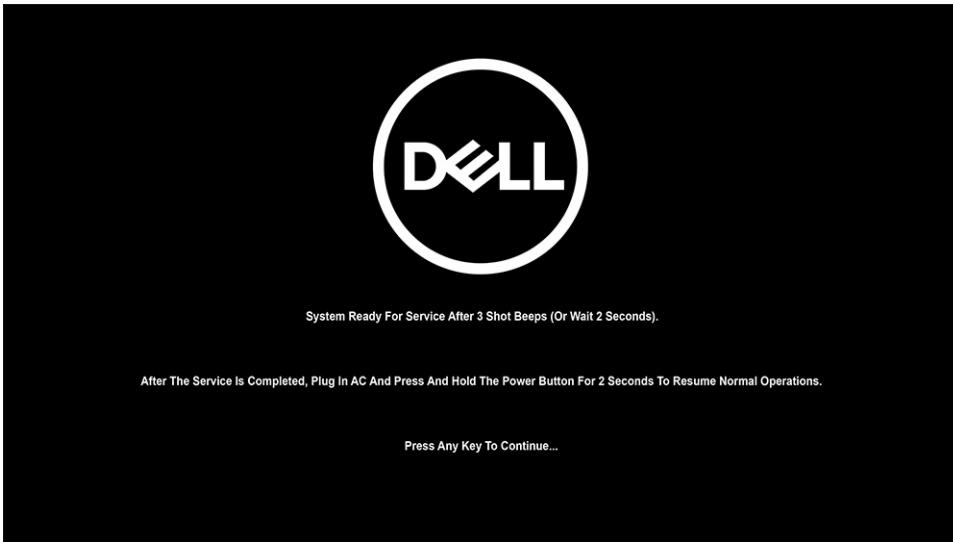 DELL
System Ready For Service After 3 Shot Beeps (Or Wait 2 Seconds).
After The Service Is Completed, Plug In AC And Press And Hold The Power Button For 2 Seconds To Resume Normal Operations.
Press Any Key To Continue...